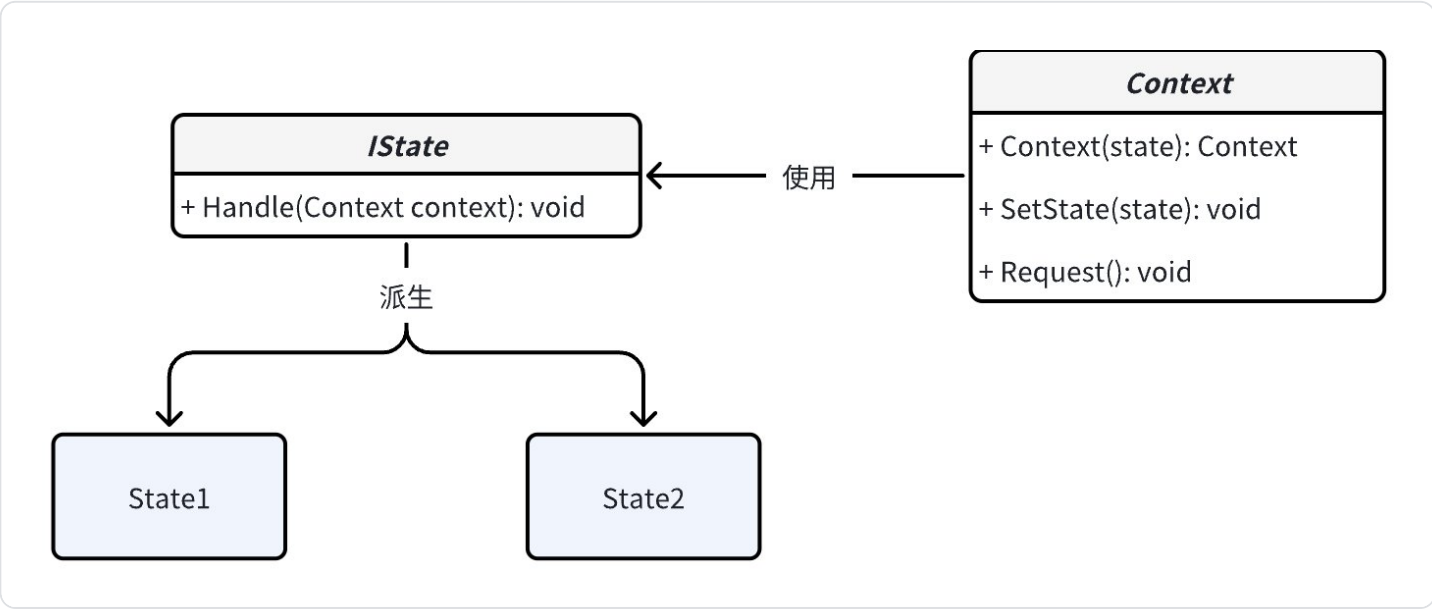 Context
+ Context(state): Context
+ SetState(state): void
+ Request(): void
IState
+ Handle(Context context): void
使用
派生
State1
State2